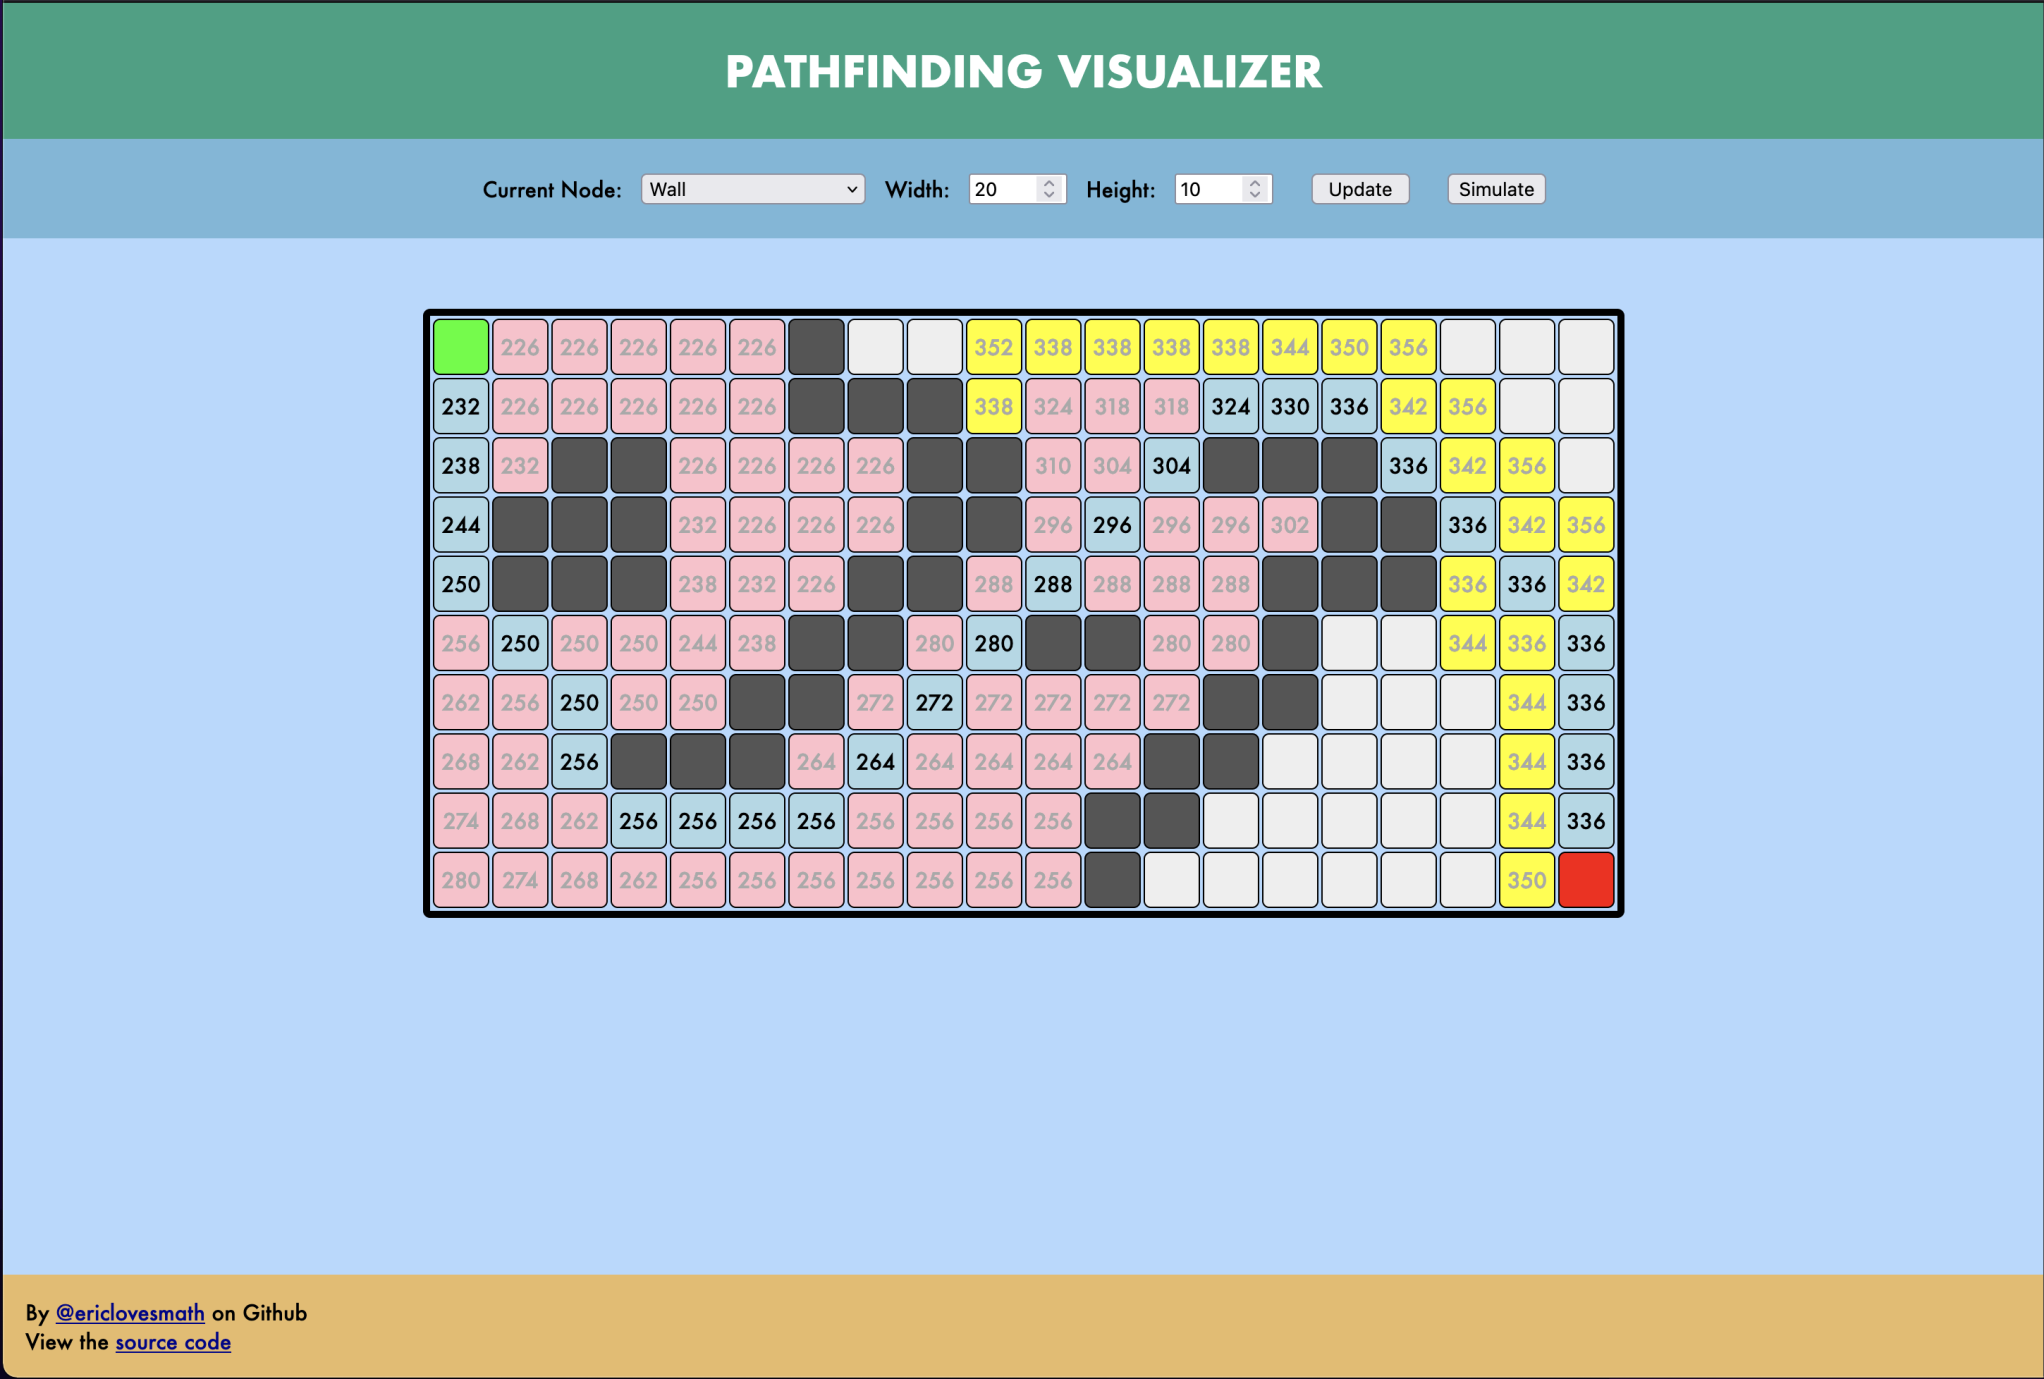 PATHFINDING VISUALIZER
Current Node: Wall Width: 20 Height: 10 Update Simulate
226 226 226 226 226 352 338 338 338 338 344 350 356
232 226 226 226 226 226 338 324 318 318 324 330 336 342 356
238 232 226 226 226 226 310 304 304 336 342 356
244 232 226 226 226 296 296 296 296 302 336 342 356
250 238 232 226 288 288 288 288 288 336 336 342
256 250 250 250 244 238 280 280 280 280 344 336 336
262 256 250 250 250 272 272 272 272 272 272 344 336
268 262 256 264 264 264 264 264 264 344 336
274 268 262 256 256 256 256 256 256 256 256 344 336
280 274 268 262 256 256 256 256 256 256 256 350
By @ericlovesmath on Github
View the source code